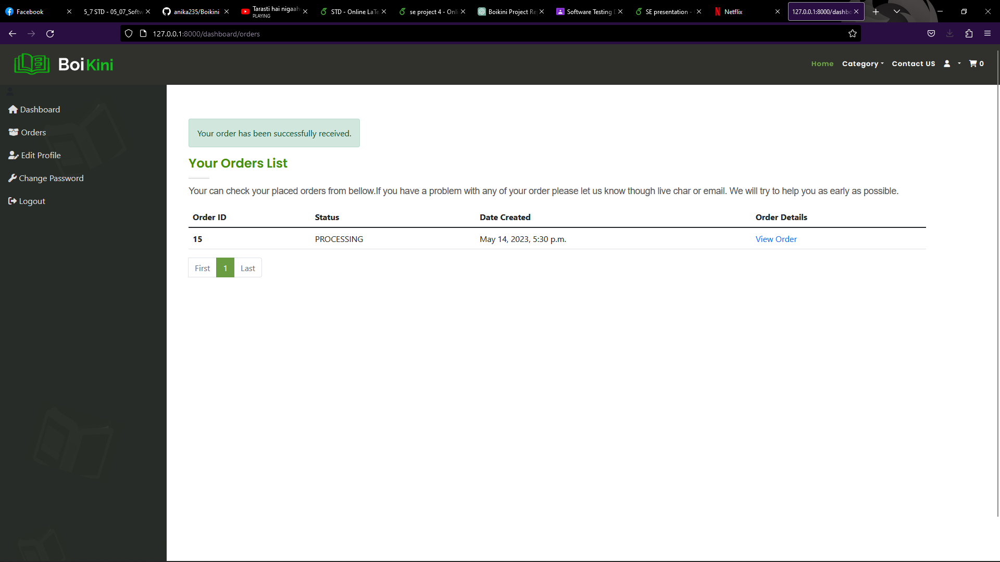 Facebook
5_7 STD - 05_07_Softw
anika235/Boikini
Tarasti hai nigaah
PLAYING
STD - Online LaTe
se project 4 - Onli
Boikini Project Re
Software Testing D
SE presentation -
Netflix
127.0.0.1:8000/dashbo
127.0.0.1:8000/dashboard/orders
BoiKini
Home Category Contact US 0
Dashboard
Orders
Edit Profile
Change Password
Logout
Your order has been successfully received.
Your Orders List
Your can check your placed orders from bellow.If you have a problem with any of your order please let us know though live char or email. We will try to help you as early as possible.
Order ID Status Date Created Order Details
15 PROCESSING May 14, 2023, 5:30 p.m. View Order
First 1 Last